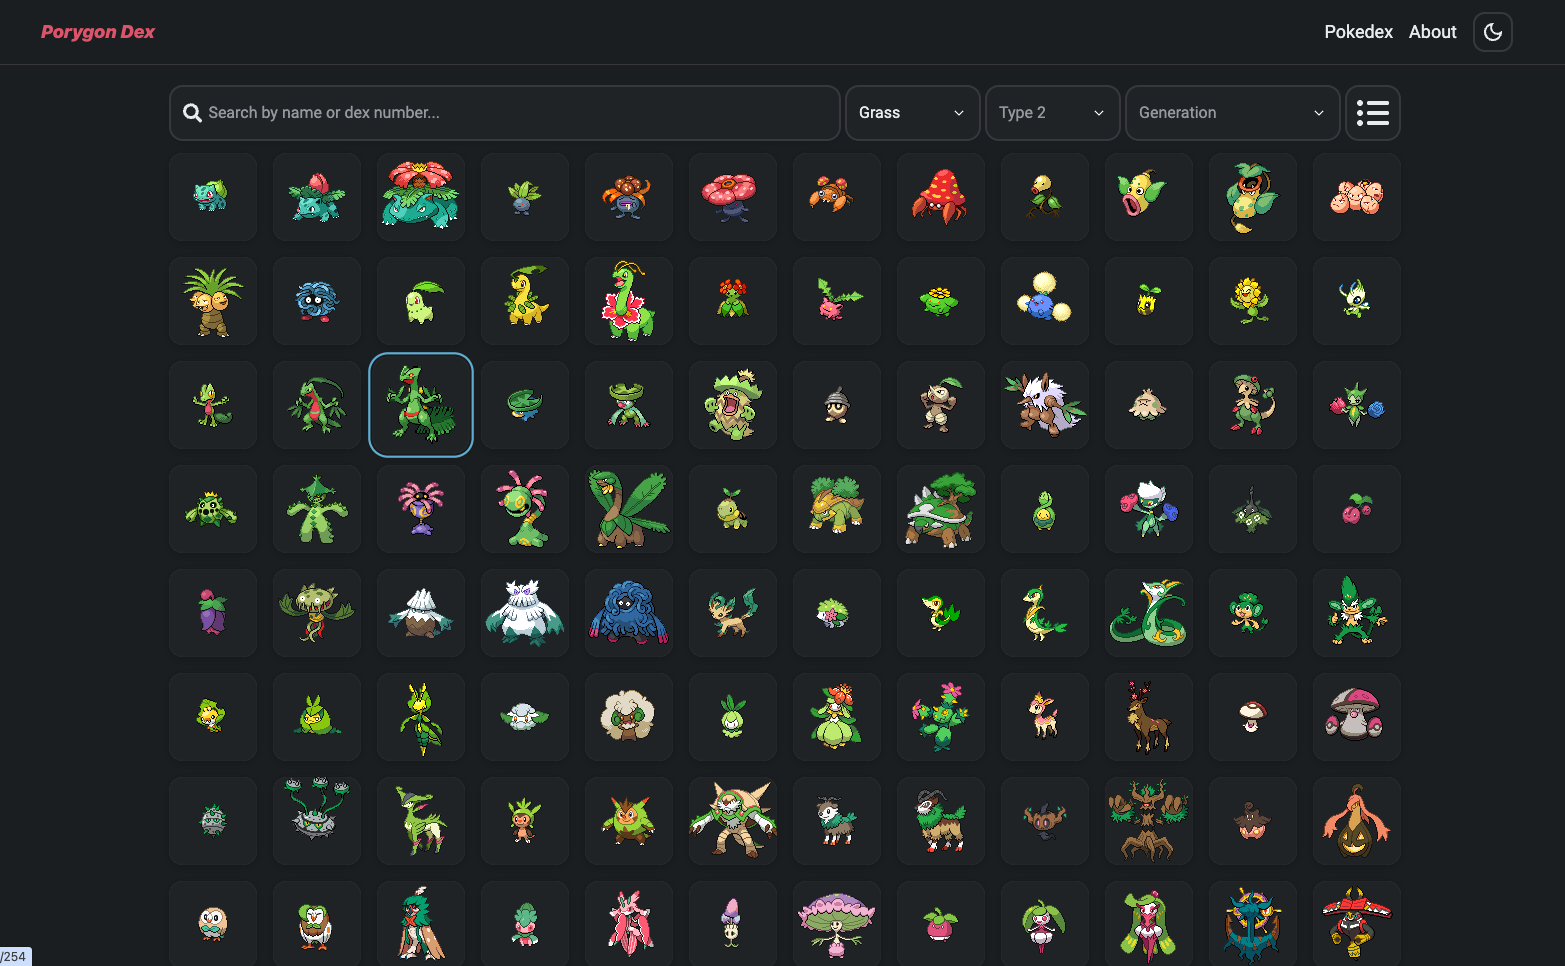 Porygon Dex
Pokedex About
Search by name or dex number...
Grass
Type 2
Generation
/254